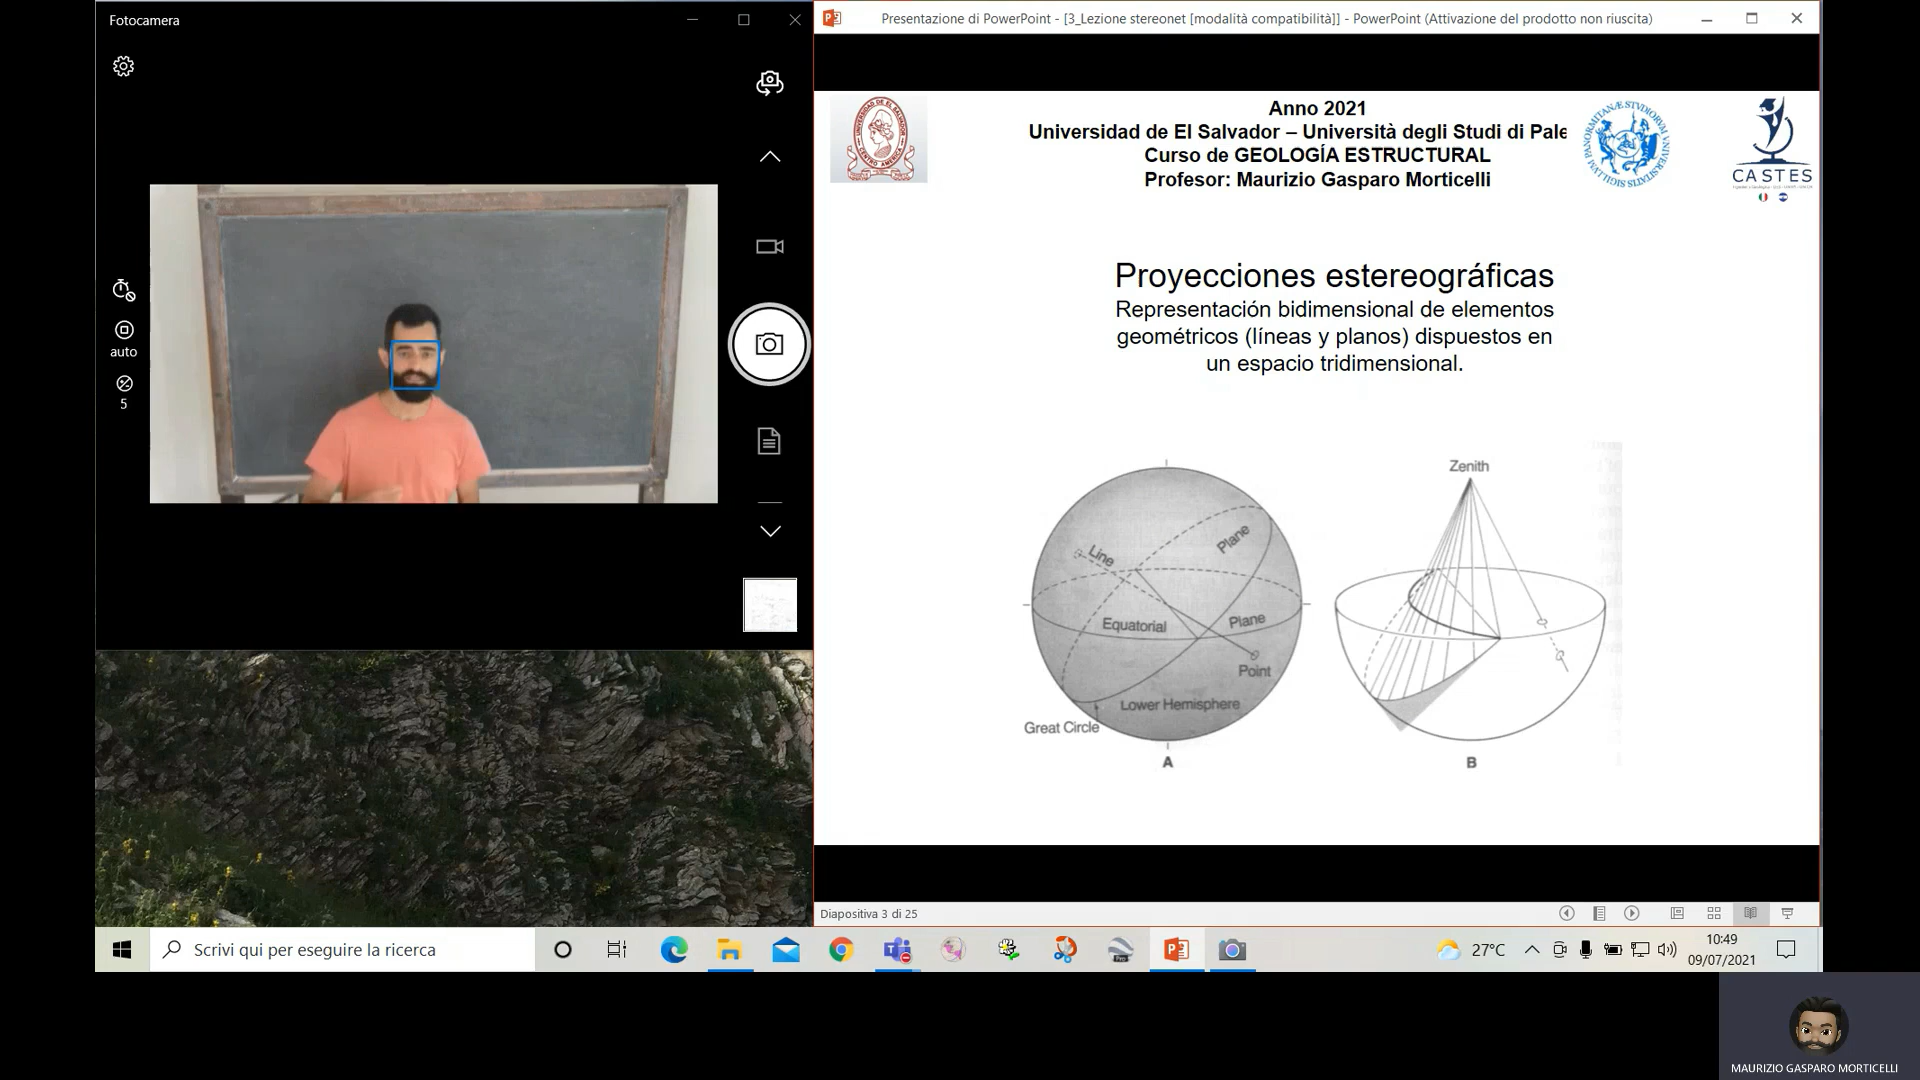 Fotocamera
auto
5
Presentazione di PowerPoint - [3_Lezione stereonet [modalità compatibilità]] - PowerPoint (Attivazione del prodotto non riuscita)
Anno 2021
Universidad de El Salvador – Università degli Studi di Pale
Curso de GEOLOGÍA ESTRUCTURAL
Profesor: Maurizio Gasparo Morticelli
CASTES
Proyecciones estereográficas
Representación bidimensional de elementos
geométricos (líneas y planos) dispuestos en
un espacio tridimensional.
Line
Plane
Equatorial
Plane
Point
Lower Hemisphere
Great Circle
A
Zenith
B
Diapositiva 3 di 25
Scrivi qui per eseguire la ricerca
Pro
27°C
10:49
09/07/2021
MAURIZIO GASPARO MORTICELLI